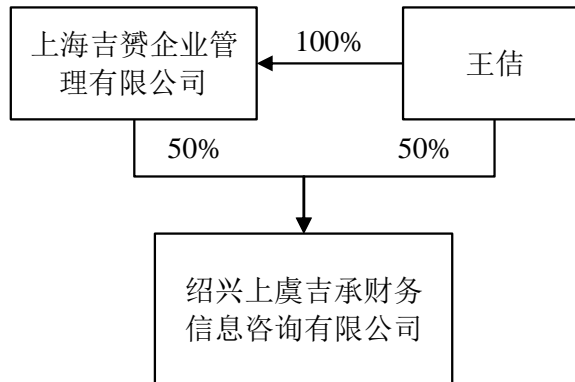 上海吉赟企业管
理有限公司
100%
王佶
50%
50%
绍兴上虞吉承财务
信息咨询有限公司